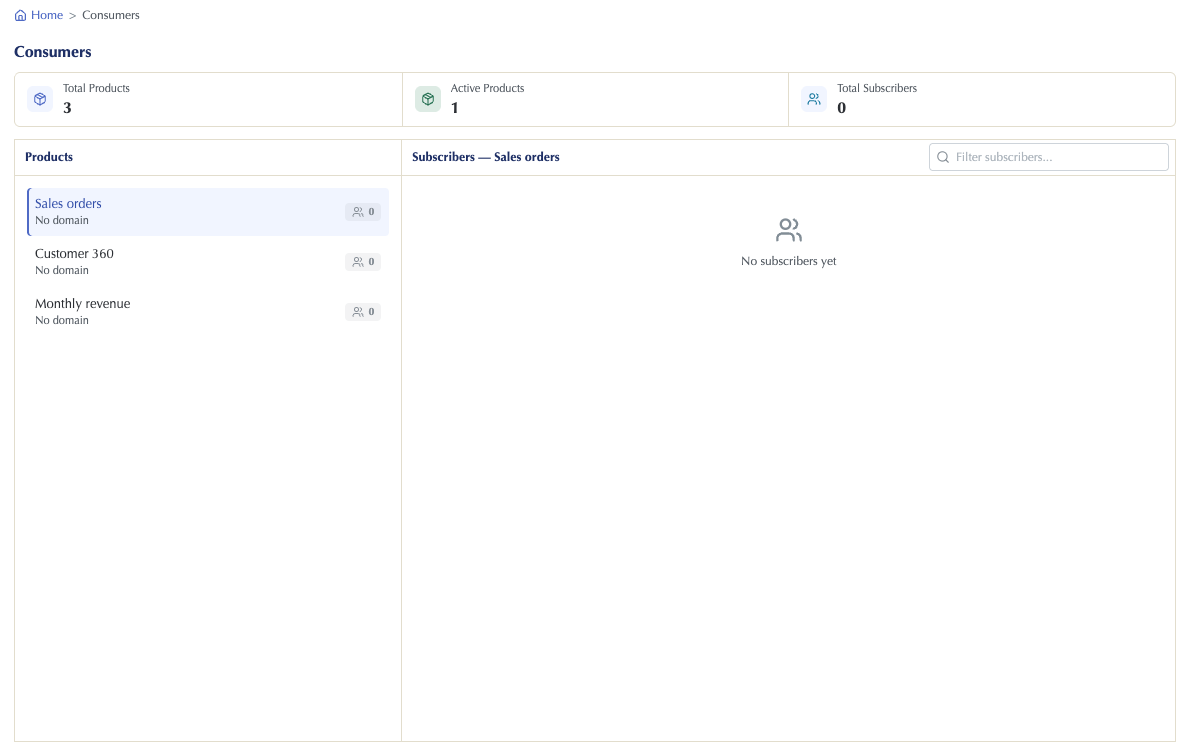 Home > Consumers
Consumers
Total Products
3
Active Products
1
Total Subscribers
0
Products
Subscribers — Sales orders
Filter subscribers...
Sales orders
No domain
0
Customer 360
No domain
0
Monthly revenue
No domain
0
No subscribers yet